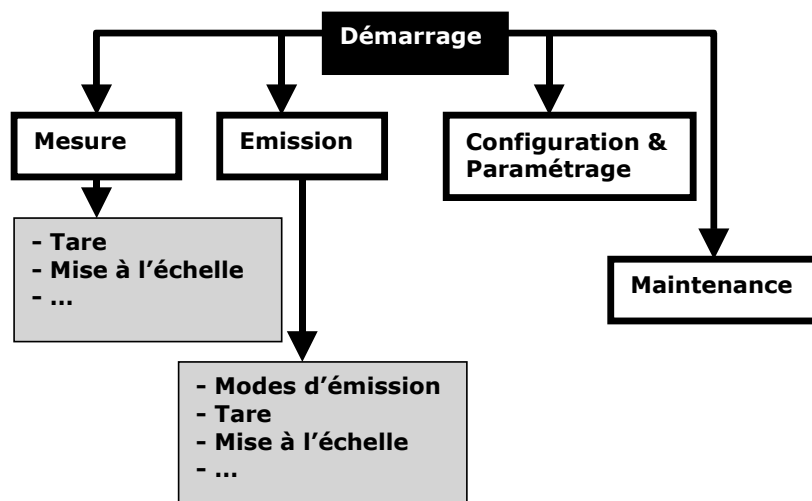 Démarrage
Mesure
Emission
Configuration &
Paramétrage
- Tare
- Mise à l’échelle
- ...
Maintenance
- Modes d’émission
- Tare
- Mise à l’échelle
- ...